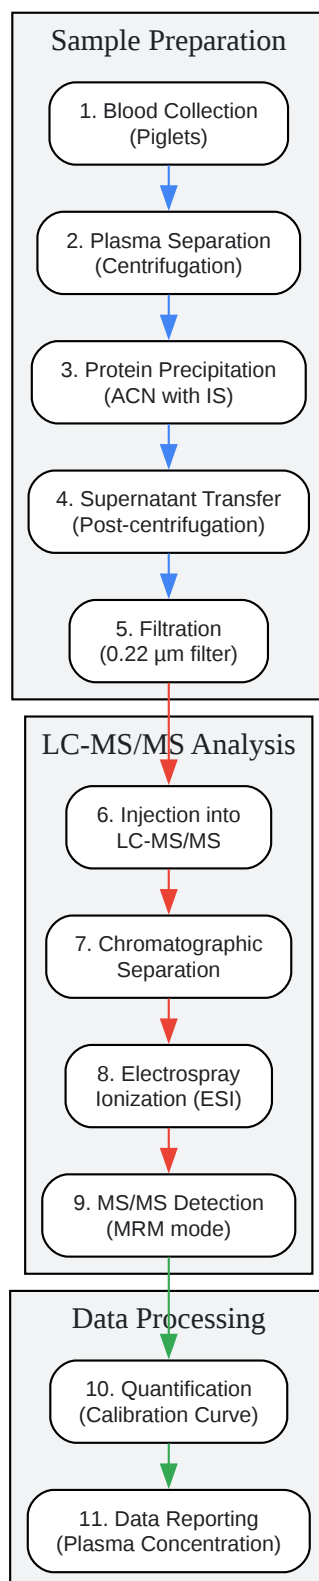 Sample Preparation
1. Blood Collection
(Piglets)
2. Plasma Separation
(Centrifugation)
3. Protein Precipitation
(ACN with IS)
4. Supernatant Transfer
(Post-centrifugation)
5. Filtration
(0.22 µm filter)
LC-MS/MS Analysis
6. Injection into
LC-MS/MS
7. Chromatographic
Separation
8. Electrospray
Ionization (ESI)
9. MS/MS Detection
(MRM mode)
Data Processing
10. Quantification
(Calibration Curve)
11. Data Reporting
(Plasma Concentration)